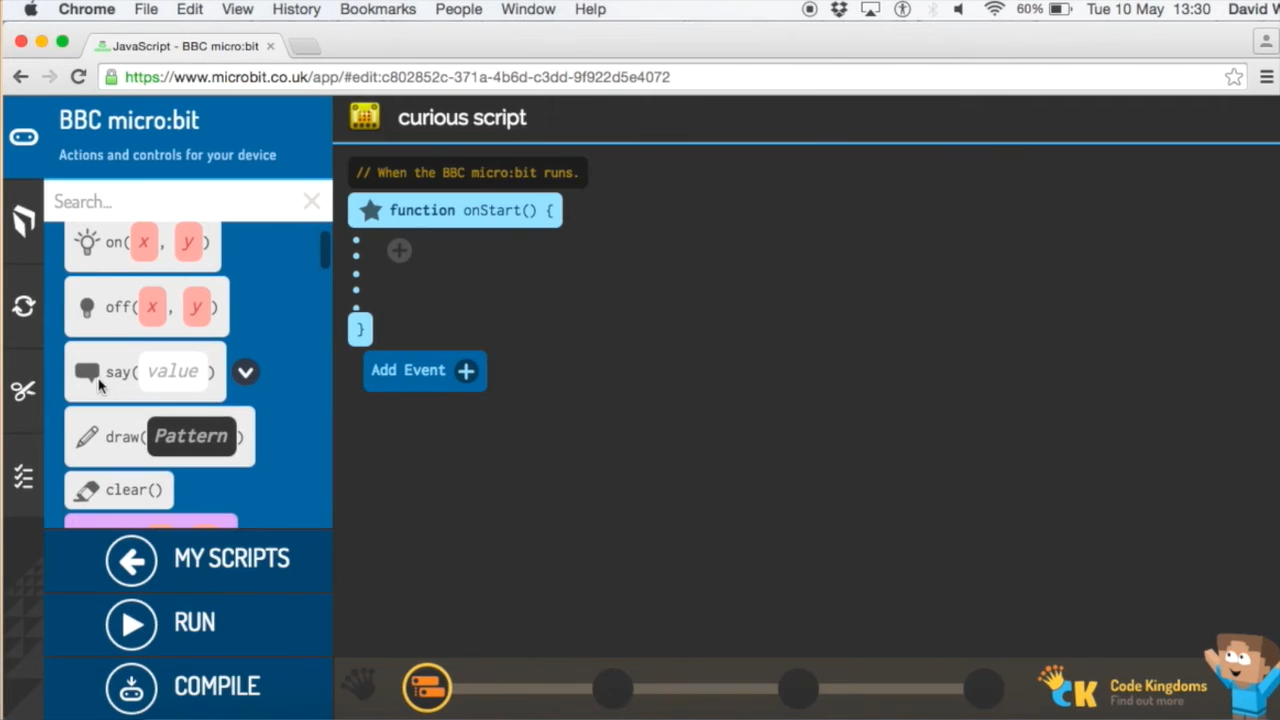 Chrome File Edit View History Bookmarks People Window Help 60% Tue 10 May 13:30 David W
JavaScript - BBC micro:bit
https://www.microbit.co.uk/app/#edit:c802852c-371a-4b6d-c3dd-9f922d5e4072
BBC micro:bit
Actions and controls for your device
Search...
on( x , y )
off( x , y )
say( value )
draw( Pattern )
clear()
MY SCRIPTS
RUN
COMPILE
curious script
// When the BBC micro:bit runs.
function onStart() {
}
Add Event +
CK
Code Kingdoms
Find out more